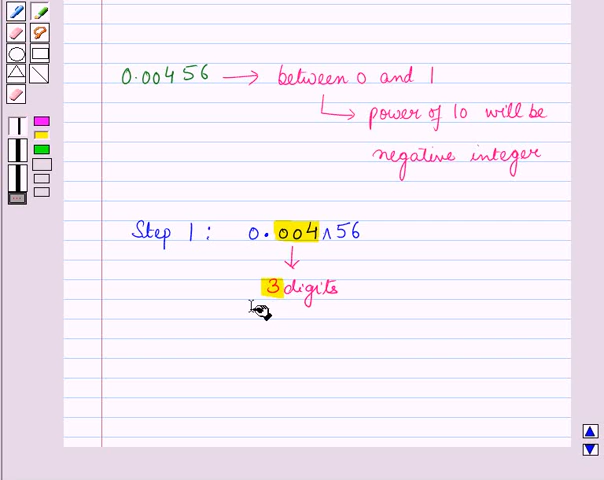 0.00456 → between 0 and 1
power of 10 will be
negative integer
Step 1 : 0.004∧56
3 digits